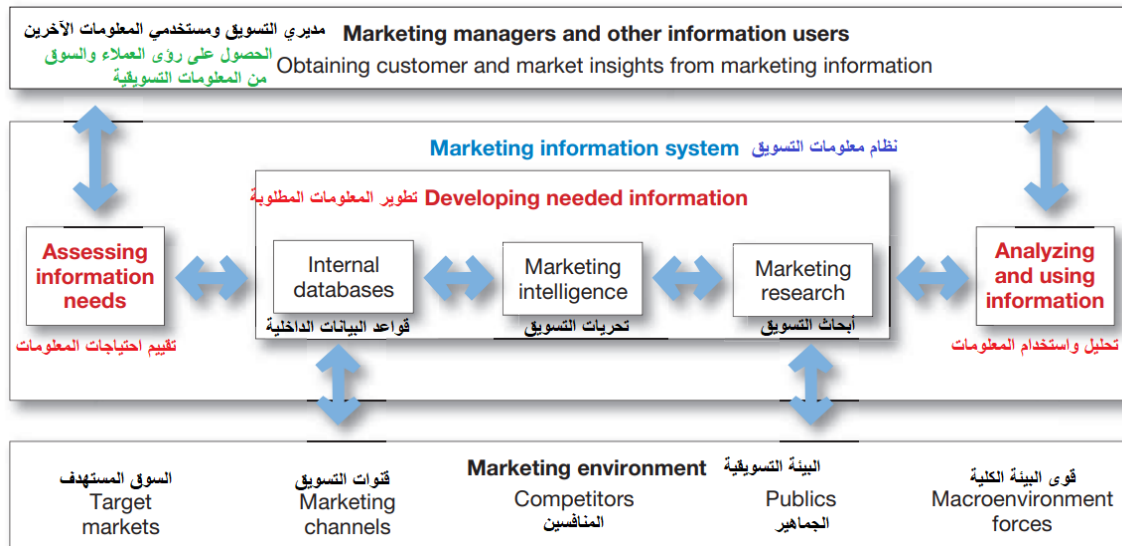 مديري التسويق ومستخدمي المعلومات الآخرين Marketing managers and other information users
الحصول على رؤى العملاء والسوق
من المعلومات التسويقية
Obtaining customer and market insights from marketing information
Marketing information system نظام معلومات التسويق
تطوير المعلومات المطلوبة Developing needed information
Assessing
information
needs
تقييم احتياجات المعلومات
Internal
databases
قواعد البيانات الداخلية
Marketing
intelligence
تحريات التسويق
Marketing
research
أبحاث التسويق
Analyzing
and using
information
تحليل واستخدام المعلومات
Marketing environment البيئة التسويقية
السوق المستهدف
Target
markets
قنوات التسويق
Marketing
channels
Competitors
المنافسين
Publics
الجماهير
قوى البيئة الكلية
Macroenvironment
forces